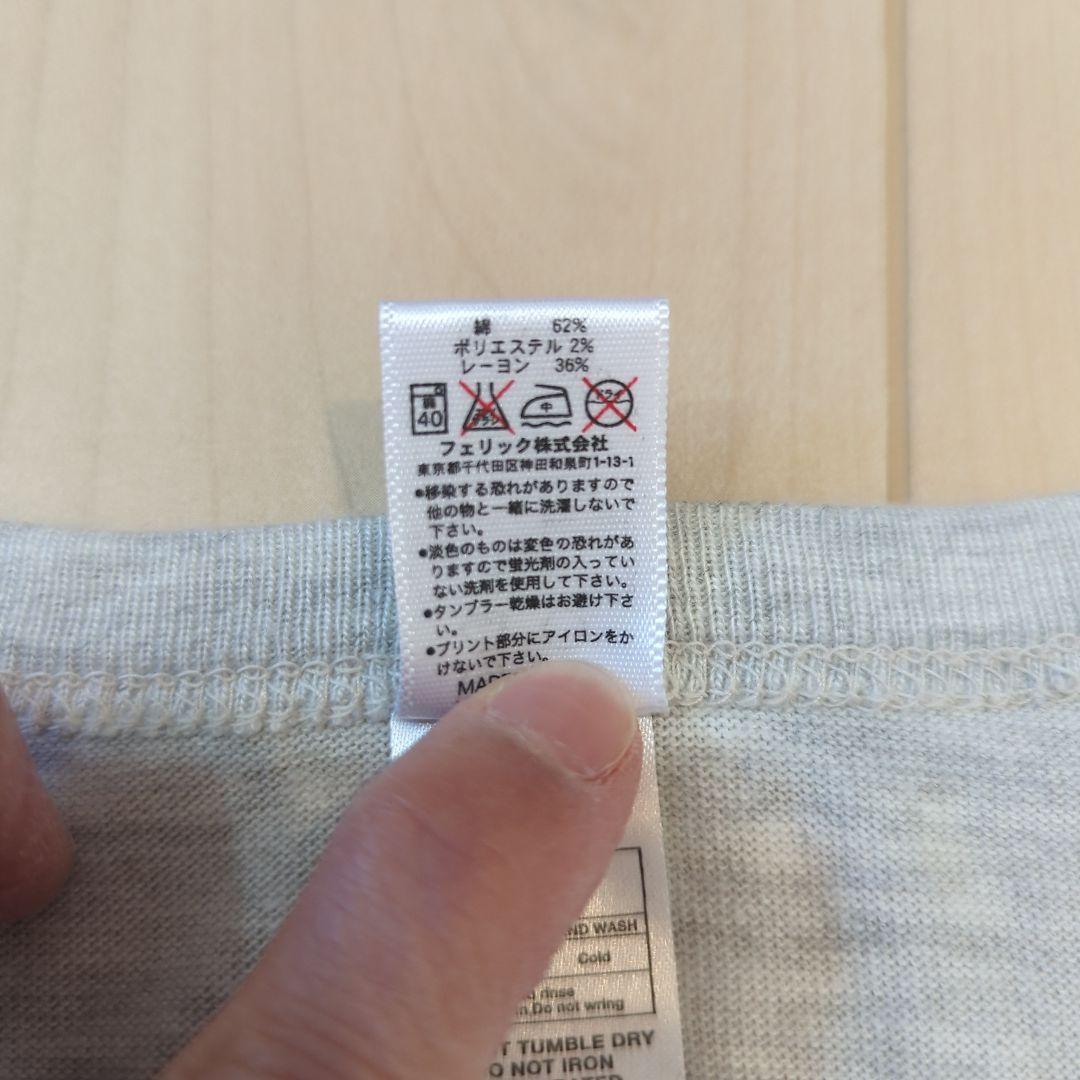 綿 62%
ポリエステル 2%
レーヨン 36%
40 中 ドライ
フェリック株式会社
東京都千代田区神田和泉町1-13-1
●移染する恐れがありますので
他の物と一緒に洗濯しないで
下さい。
●淡色のものは変色の恐れがあ
りますので蛍光剤の入ってい
ない洗剤を使用して下さい。
●タンブラー乾燥はお避け下さ
い。
●プリント部分にアイロンをか
けないで下さい。
WASH
Cold
rinse
Do not wring
TUMBLE DRY
NOT IRON